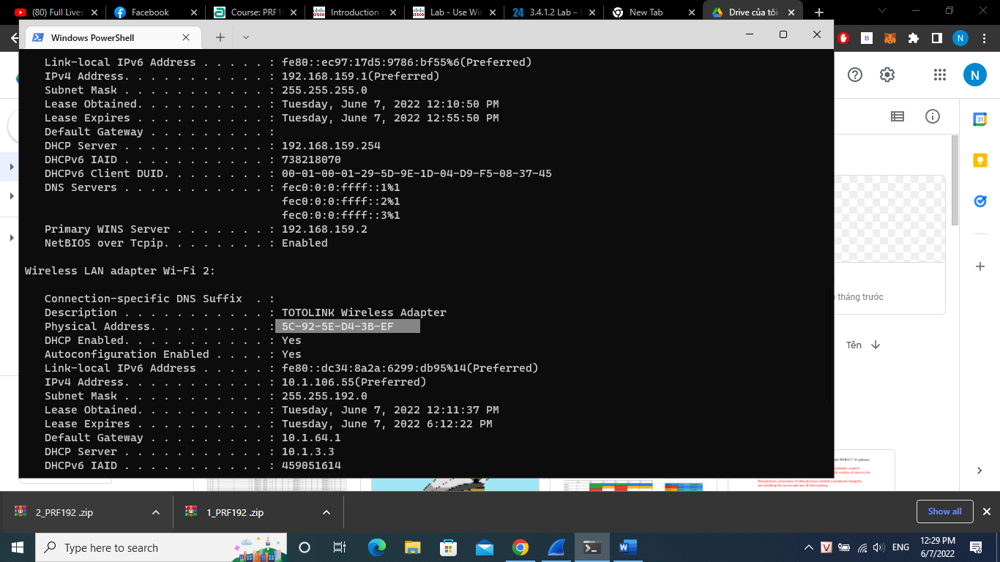 (80) Full Lives
Facebook
Course: PRF1
Introduction
Lab - Use Wi
3.4.1.2 Lab –
New Tab
Drive của tôi
Windows PowerShell
Link-local IPv6 Address . . . . . : fe80::ec97:17d5:9786:bf55%6(Preferred)
IPv4 Address. . . . . . . . . . . : 192.168.159.1(Preferred)
Subnet Mask . . . . . . . . . . . : 255.255.255.0
Lease Obtained. . . . . . . . . . : Tuesday, June 7, 2022 12:10:50 PM
Lease Expires . . . . . . . . . . : Tuesday, June 7, 2022 12:55:50 PM
Default Gateway . . . . . . . . . :
DHCP Server . . . . . . . . . . . : 192.168.159.254
DHCPv6 IAID . . . . . . . . . . . : 738218070
DHCPv6 Client DUID. . . . . . . . : 00-01-00-01-29-5D-9E-1D-04-D9-F5-08-37-45
DNS Servers . . . . . . . . . . . : fec0:0:0:ffff::1%1
fec0:0:0:ffff::2%1
fec0:0:0:ffff::3%1
Primary WINS Server . . . . . . . : 192.168.159.2
NetBIOS over Tcpip. . . . . . . . : Enabled
Wireless LAN adapter Wi-Fi 2:
Connection-specific DNS Suffix  . :
Description . . . . . . . . . . . : TOTOLINK Wireless Adapter
Physical Address. . . . . . . . . : 5C-92-5E-D4-3B-EF
DHCP Enabled. . . . . . . . . . . : Yes
Autoconfiguration Enabled . . . . : Yes
Link-local IPv6 Address . . . . . : fe80::dc34:8a2a:6299:db95%14(Preferred)
IPv4 Address. . . . . . . . . . . : 10.1.106.55(Preferred)
Subnet Mask . . . . . . . . . . . : 255.255.192.0
Lease Obtained. . . . . . . . . . : Tuesday, June 7, 2022 12:11:37 PM
Lease Expires . . . . . . . . . . : Tuesday, June 7, 2022 6:12:22 PM
Default Gateway . . . . . . . . . : 10.1.64.1
DHCP Server . . . . . . . . . . . : 10.1.3.3
DHCPv6 IAID . . . . . . . . . . . : 459051614
N
N
31
tháng trước
Tên
2_PRF192 .zip
1_PRF192 .zip
Show all
Type here to search
ENG
12:29 PM
6/7/2022